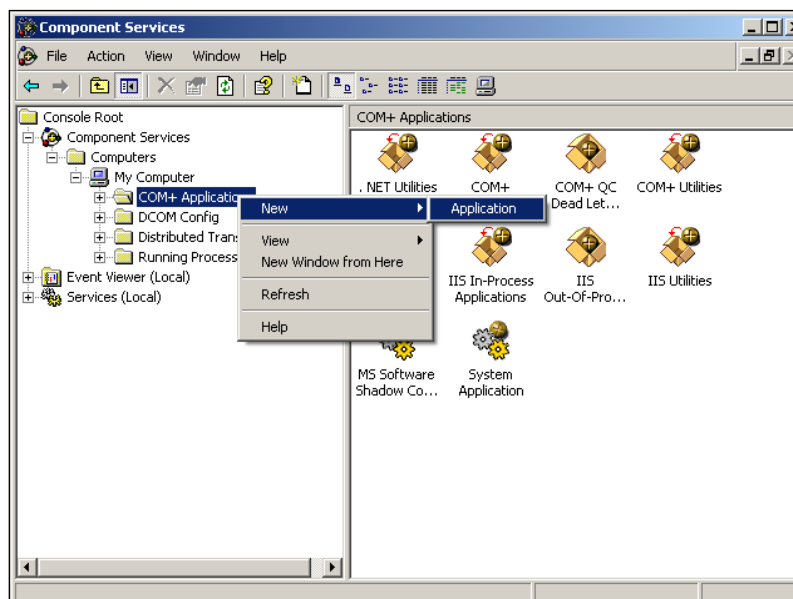 Component Services
File Action View Window Help
Console Root
Component Services
Computers
My Computer
COM+ Applicatio
DCOM Config
Distributed Tran
Running Process
Event Viewer (Local)
Services (Local)
New
View
New Window from Here
Refresh
Help
Application
COM+ Applications
.NET Utilities
COM+
COM+ QC
Dead Let...
COM+ Utilities
IIS In-Process
Applications
IIS
Out-Of-Pro...
IIS Utilities
MS Software
Shadow Co...
System
Application